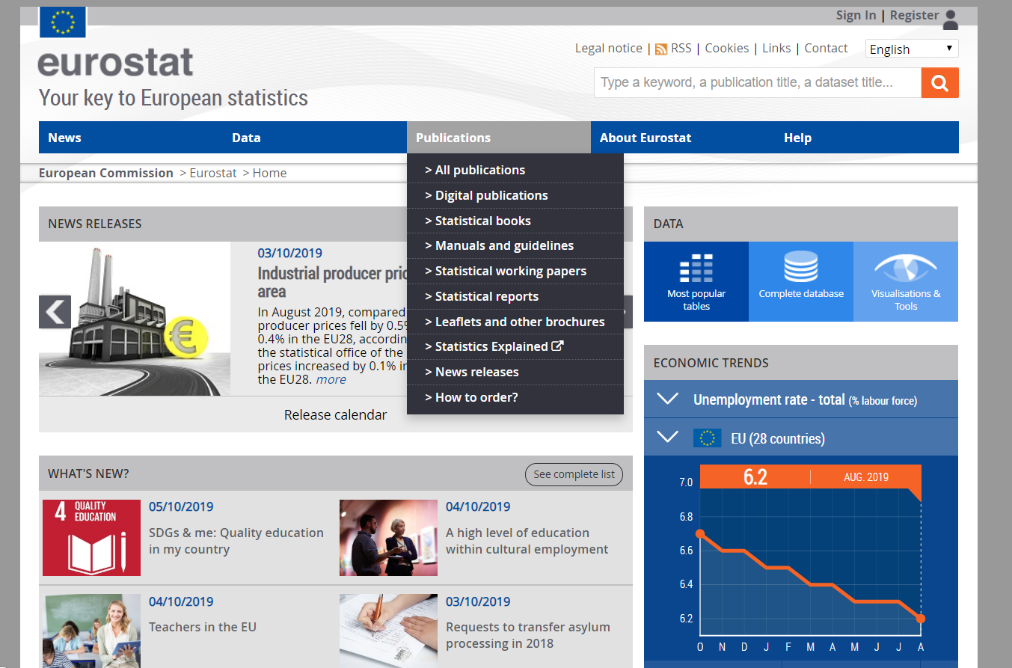 Sign In | Register
eurostat
Your key to European statistics
Legal notice | RSS | Cookies | Links | Contact
English
Type a keyword, a publication title, a dataset title...
News
Data
Publications
About Eurostat
Help
European Commission > Eurostat > Home
> All publications
> Digital publications
> Statistical books
> Manuals and guidelines
> Statistical working papers
> Statistical reports
> Leaflets and other brochures
> Statistics Explained
> News releases
> How to order?
NEWS RELEASES
03/10/2019
Industrial producer
area
In August 2019, compared
producer prices fell by 0.5
0.4% in the EU28,
the statistical office of the
prices increased by 0.1%
the EU28. more
Release calendar
DATA
Most popular
tables
Complete database
Visualisations &
Tools
ECONOMIC TRENDS
Unemployment rate - total (% labour force)
EU (28 countries)
6.2
AUG. 2019
7.0
6.8
6.6
6.4
6.2
O N D J F M A M J J A
WHAT'S NEW?
See complete list
4 QUALITY
EDUCATION
05/10/2019
SDGs & me: Quality education
in my country
04/10/2019
A high level of education
within cultural employment
04/10/2019
Teachers in the EU
03/10/2019
Requests to transfer asylum
processing in 2018